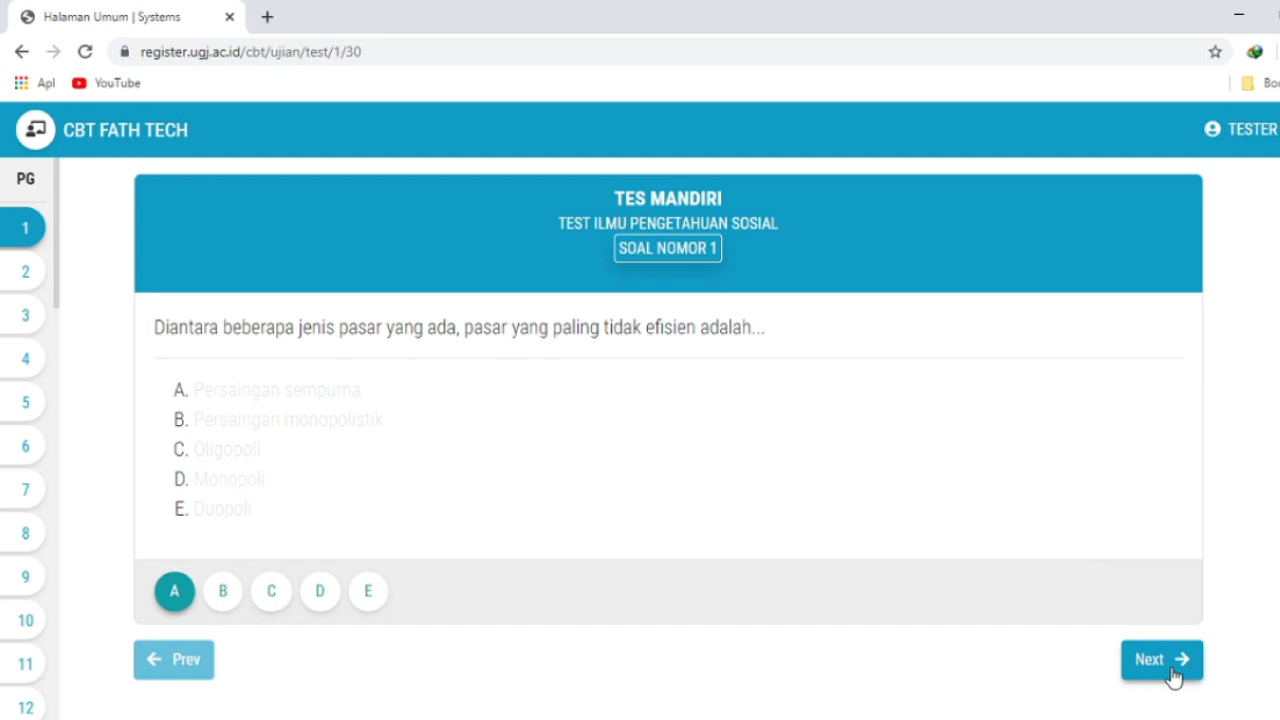 Halaman Umum | Systems
register.ugj.ac.id/cbt/ujian/test/1/30
Apl
YouTube
Boo
CBT FATH TECH
TESTER
PG
1
2
3
4
5
6
7
8
9
10
11
12
TES MANDIRI
TEST ILMU PENGETAHUAN SOSIAL
SOAL NOMOR 1
Diantara beberapa jenis pasar yang ada, pasar yang paling tidak efisien adalah...
A. Persaingan sempurna
B. Persaingan monopolistik
C. Oligopoli
D. Monopoli
E. Duopoli
A B C D E
Prev
Next